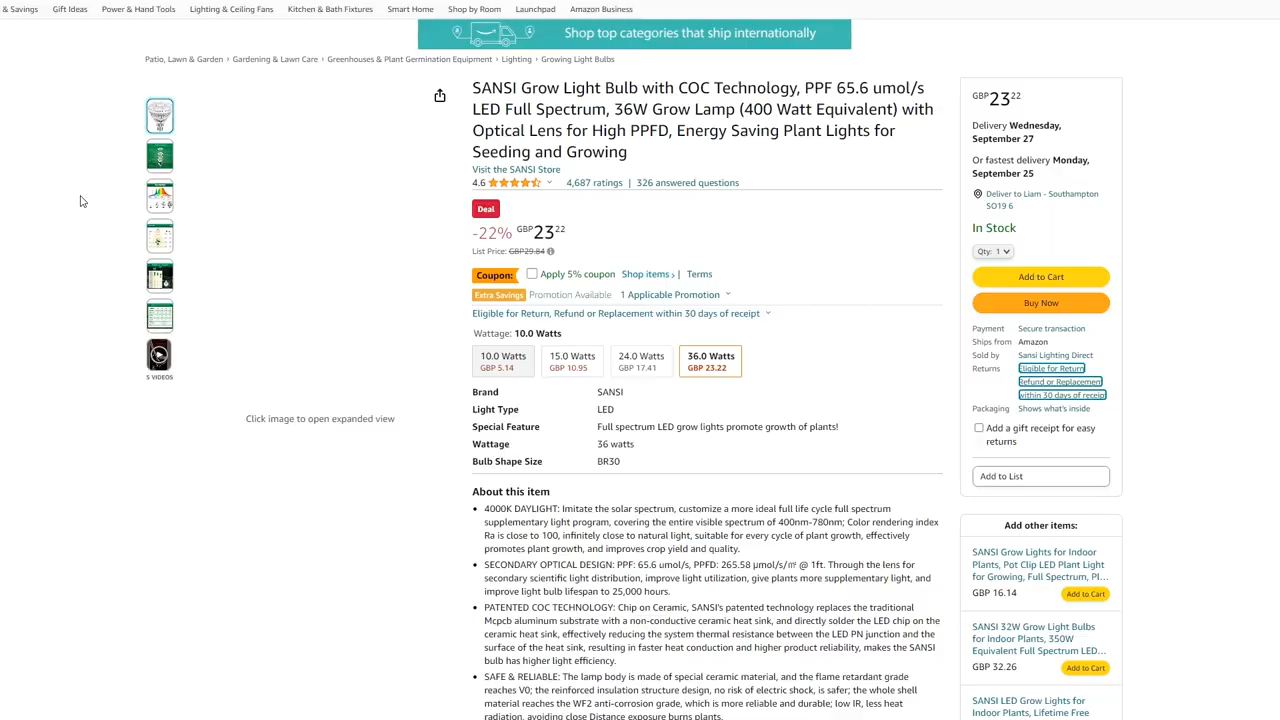 & Savings Gift Ideas Power & Hand Tools Lighting & Ceiling Fans Kitchen & Bath Fixtures Smart Home Shop by Room Launchpad Amazon Business
Shop top categories that ship internationally
Patio, Lawn & Garden › Gardening & Lawn Care › Greenhouses & Plant Germination Equipment › Lighting › Growing Light Bulbs
5 VIDEOS
Click image to open expanded view
SANSI Grow Light Bulb with COC Technology, PPF 65.6 umol/s
LED Full Spectrum, 36W Grow Lamp (400 Watt Equivalent) with
Optical Lens for High PPFD, Energy Saving Plant Lights for
Seeding and Growing
Visit the SANSI Store
4.6 4,687 ratings | 326 answered questions
Deal
-22% GBP23 22
List Price: GBP29.84
Coupon: Apply 5% coupon Shop items › | Terms
Extra Savings Promotion Available 1 Applicable Promotion
Eligible for Return, Refund or Replacement within 30 days of receipt
Wattage: 10.0 Watts
10.0 Watts 15.0 Watts 24.0 Watts 36.0 Watts
GBP 5.14 GBP 10.95 GBP 17.41 GBP 23.22
Brand SANSI
Light Type LED
Special Feature Full spectrum LED grow lights promote growth of plants!
Wattage 36 watts
Bulb Shape Size BR30
About this item
• 4000K DAYLIGHT: Imitate the solar spectrum, customize a more ideal full life cycle full spectrum
supplementary light program, covering the entire visible spectrum of 400nm-780nm; Color rendering index
Ra is close to 100, infinitely close to natural light, suitable for every cycle of plant growth, effectively
promotes plant growth, and improves crop yield and quality.
• SECONDARY OPTICAL DESIGN: PPF: 65.6 umol/s, PPFD: 265.58 μmol/s/㎡ @ 1ft. Through the lens for
secondary scientific light distribution, improve light utilization, give plants more supplementary light, and
improve light bulb lifespan to 25,000 hours.
• PATENTED COC TECHNOLOGY: Chip on Ceramic, SANSI's patented technology replaces the traditional
Mcpcb aluminum substrate with a non-conductive ceramic heat sink, and directly solder the LED chip on the
ceramic heat sink, effectively reducing the system thermal resistance between the LED PN junction and the
surface of the heat sink, resulting in faster heat conduction and higher product reliability, makes the SANSI
bulb has higher light efficiency.
• SAFE & RELIABLE: The lamp body is made of special ceramic material, and the flame retardant grade
reaches V0; the reinforced insulation structure design, no risk of electric shock, is safer; the whole shell
material reaches the WF2 anti-corrosion grade, which is more reliable and durable; low IR, less heat
radiation, avoiding close Distance exposure burns plants.
GBP23 22
Delivery Wednesday,
September 27
Or fastest delivery Monday,
September 25
Deliver to Liam - Southampton
SO19 6
In Stock
Qty: 1
Add to Cart
Buy Now
Payment Secure transaction
Ships from Amazon
Sold by Sansi Lighting Direct
Returns Eligible for Return,
Refund or Replacement
within 30 days of receipt
Packaging Shows what's inside
Add a gift receipt for easy
returns
Add to List
Add other items:
SANSI Grow Lights for Indoor
Plants, Pot Clip LED Plant Light
for Growing, Full Spectrum, Pl...
GBP 16.14 Add to Cart
SANSI 32W Grow Light Bulbs
for Indoor Plants, 350W
Equivalent Full Spectrum LED...
GBP 32.26 Add to Cart
SANSI LED Grow Lights for
Indoor Plants, Lifetime Free